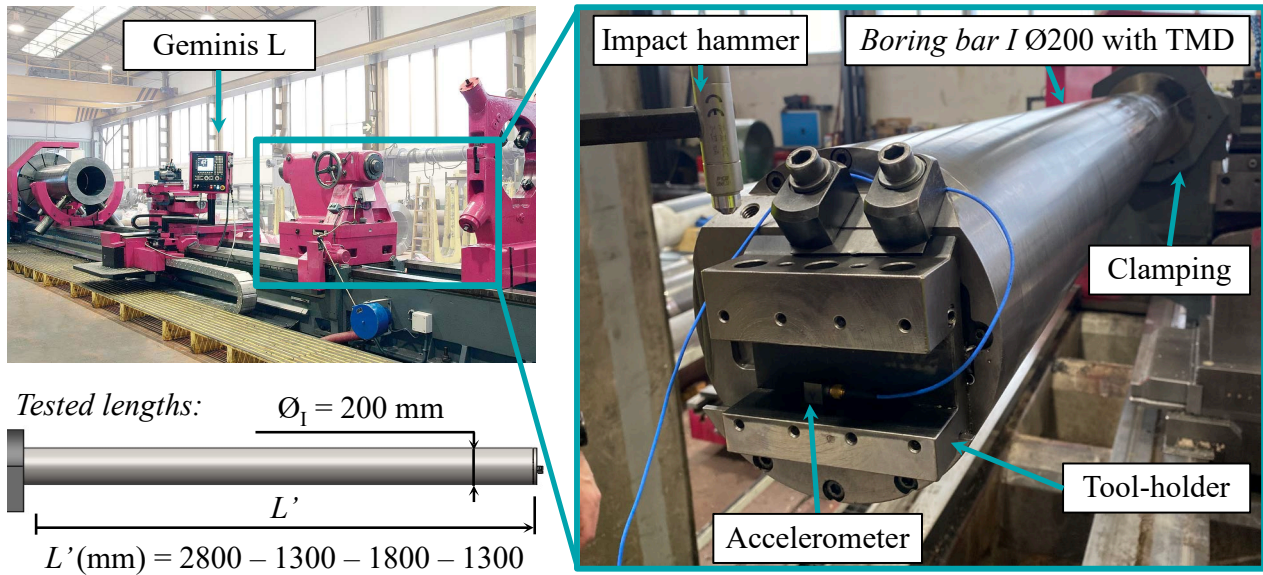 Geminis L
Impact hammer
Boring bar I Ø200 with TMD
Clamping
Tool-holder
Accelerometer
Tested lengths:
Ø_I = 200 mm
L'
L' (mm) = 2800 – 1300 – 1800 – 1300